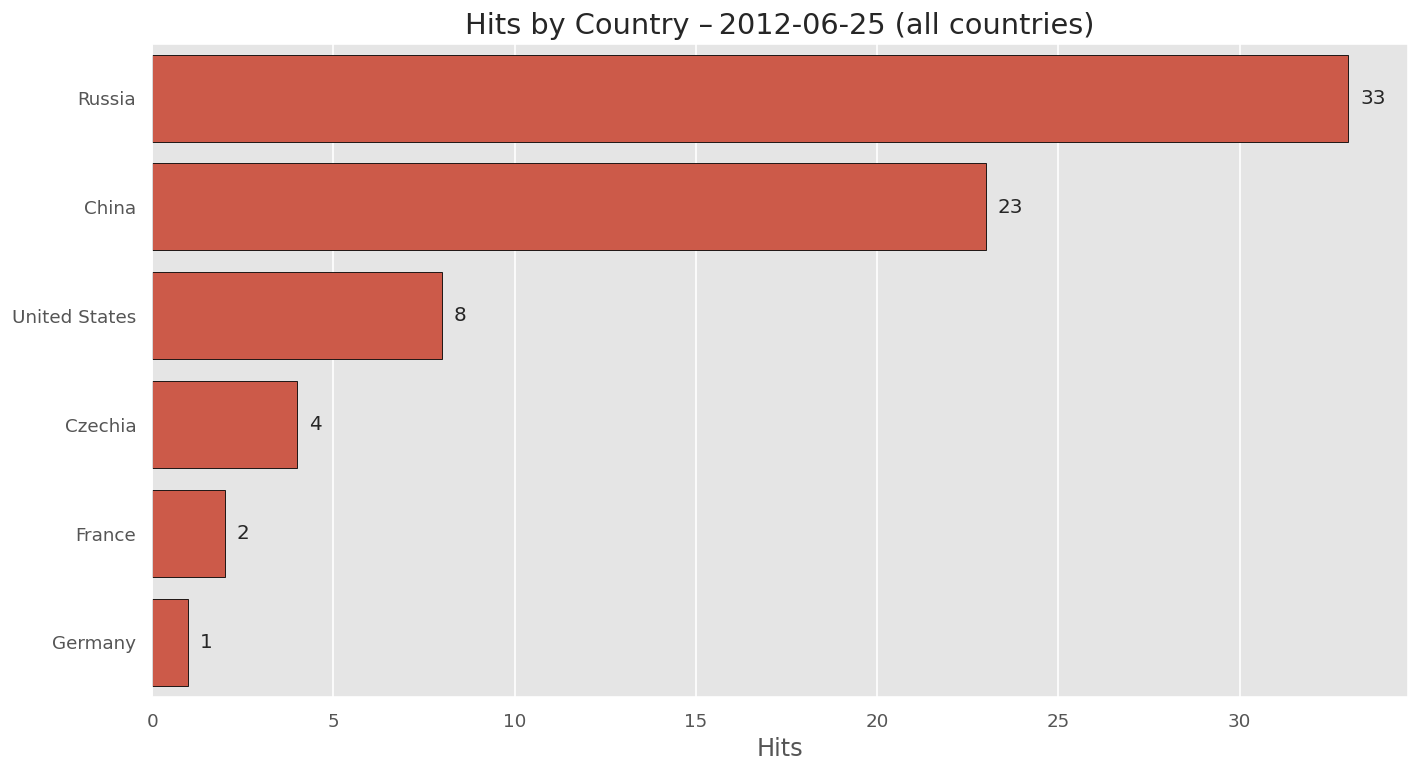 Hits by Country – 2012-06-25 (all countries)
Russia 33
China 23
United States 8
Czechia 4
France 2
Germany 1
0 5 10 15 20 25 30
Hits